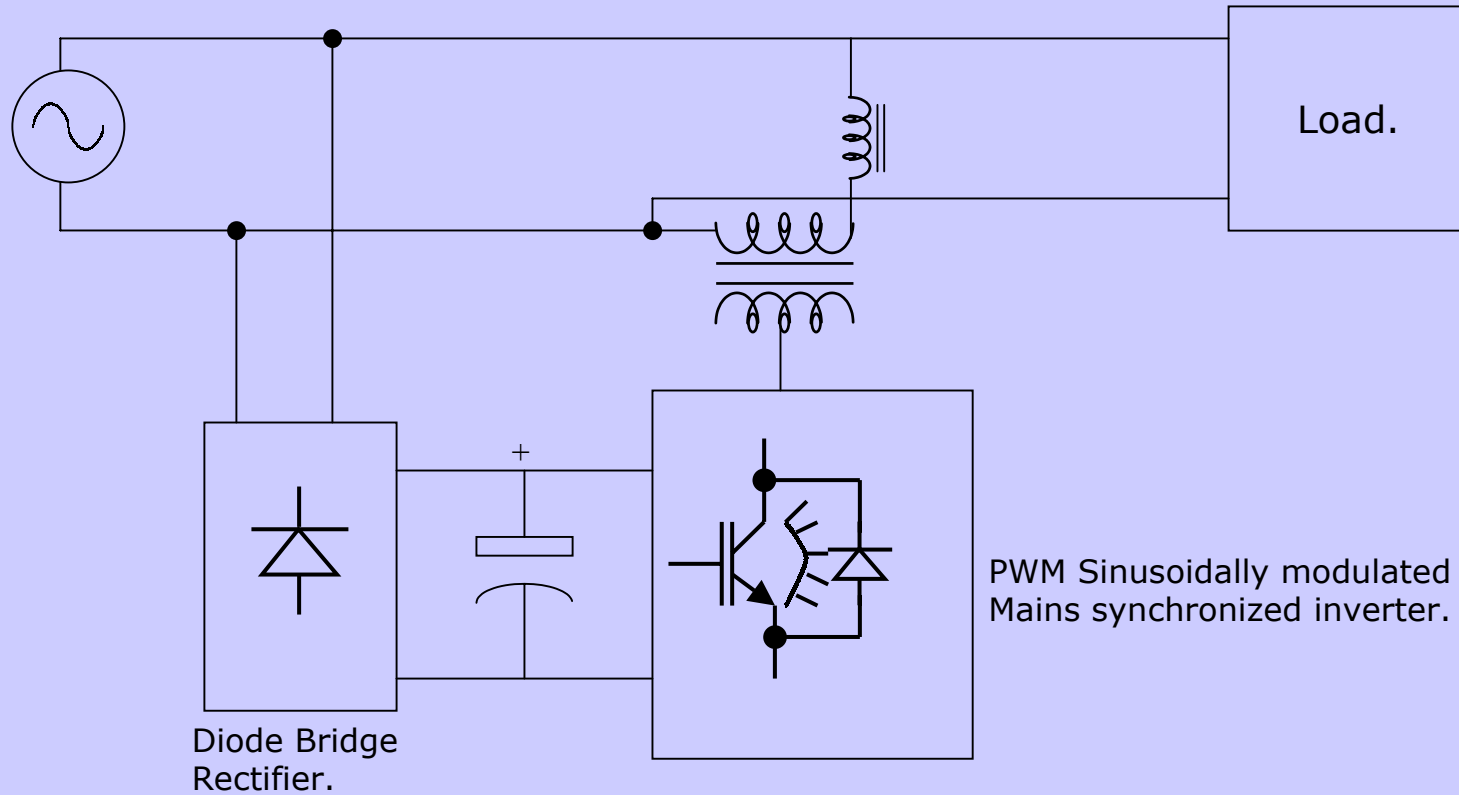 Load.
+
PWM Sinusoidally modulated
Mains synchronized inverter.
Diode Bridge
Rectifier.